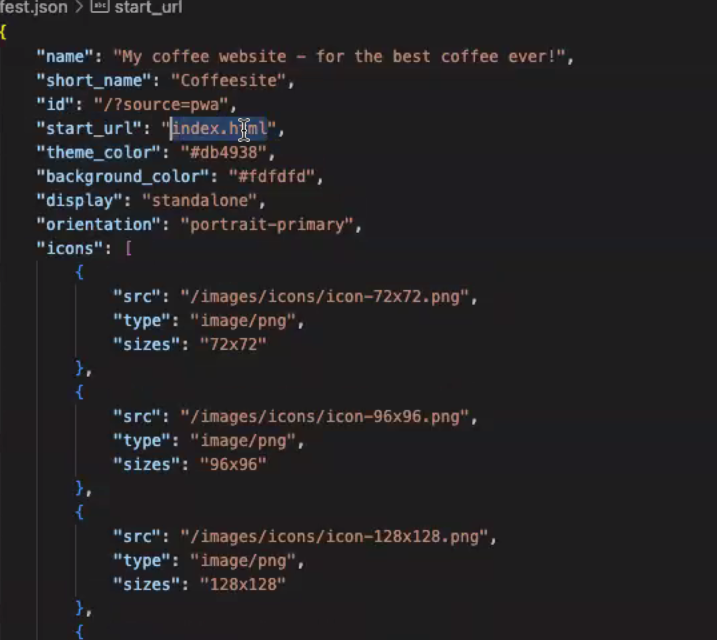 fest.json > abc start_url
{
"name": "My coffee website – for the best coffee ever!",
"short_name": "Coffeesite",
"id": "/?source=pwa",
"start_url": "index.html",
"theme_color": "#db4938",
"background_color": "#fdfdfd",
"display": "standalone",
"orientation": "portrait-primary",
"icons": [
{
"src": "/images/icons/icon-72x72.png",
"type": "image/png",
"sizes": "72x72"
},
{
"src": "/images/icons/icon-96x96.png",
"type": "image/png",
"sizes": "96x96"
},
{
"src": "/images/icons/icon-128x128.png",
"type": "image/png",
"sizes": "128x128"
},
{